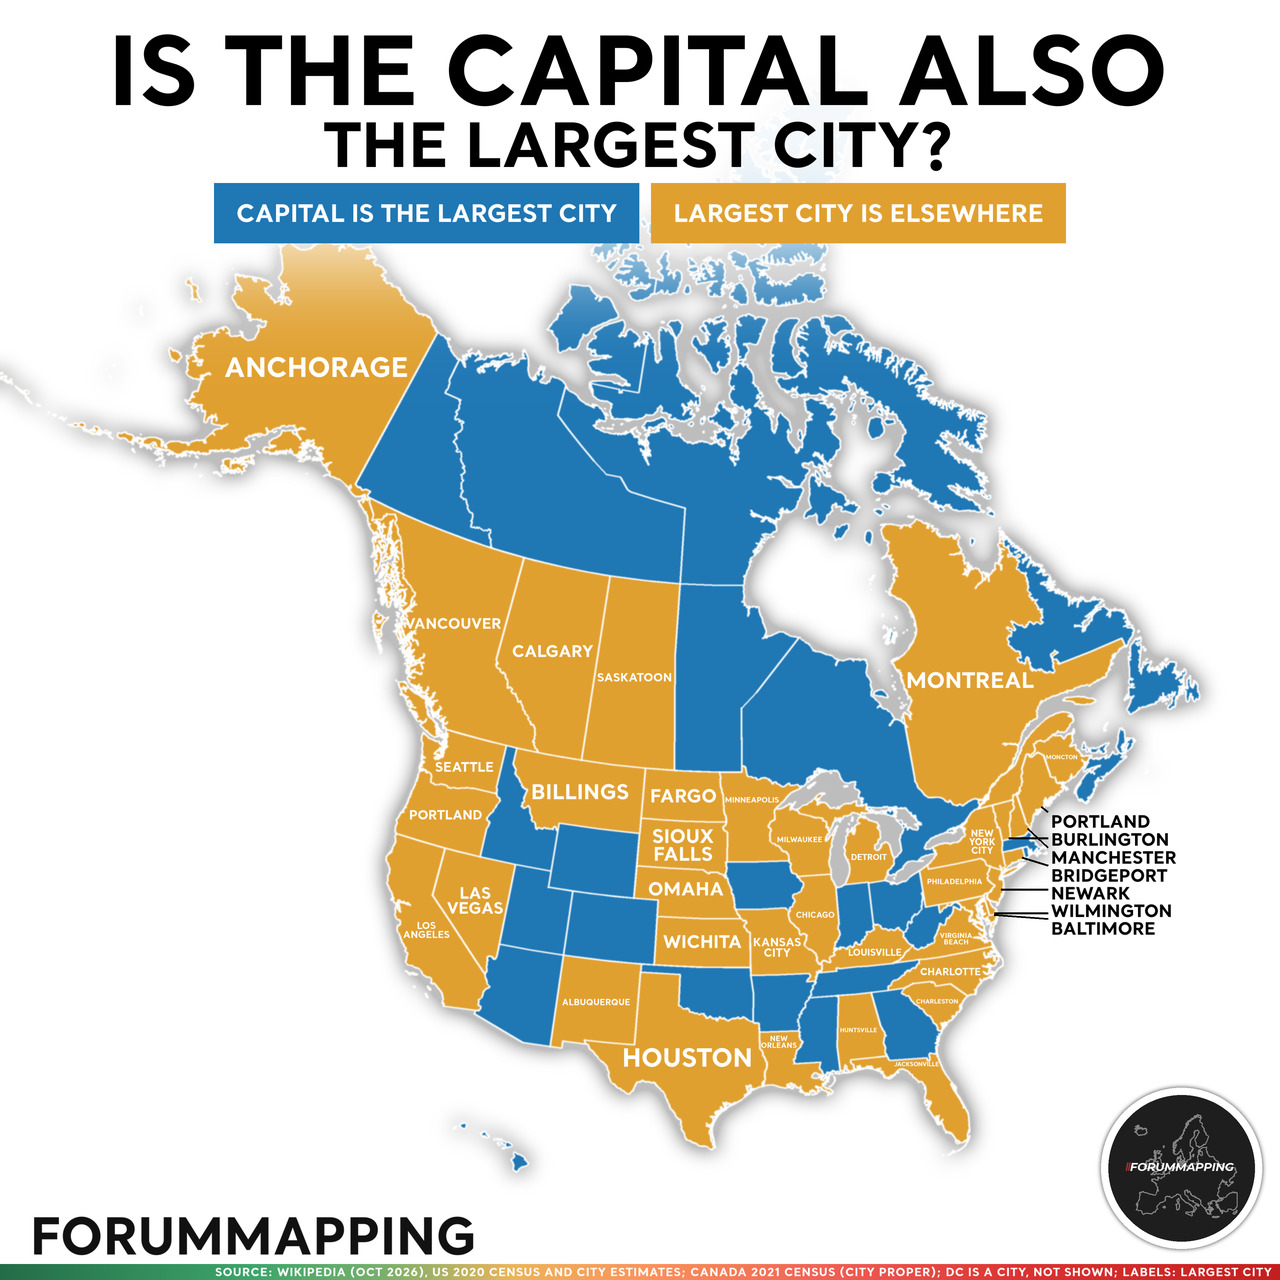 IS THE CAPITAL ALSO
THE LARGEST CITY?
CAPITAL IS THE LARGEST CITY
LARGEST CITY IS ELSEWHERE
ANCHORAGE
VANCOUVER
CALGARY
SASKATOON
MONTREAL
SEATTLE
BILLINGS
FARGO
MINNEAPOLIS
MONCTON
PORTLAND
SIOUX
FALLS
MILWAUKEE
DETROIT
NEW
YORK
CITY
PORTLAND
BURLINGTON
MANCHESTER
BRIDGEPORT
NEWARK
WILMINGTON
BALTIMORE
LAS
VEGAS
OMAHA
PHILADELPHIA
LOS
ANGELES
CHICAGO
WICHITA
KANSAS
CITY
LOUISVILLE
VIRGINIA
BEACH
CHARLOTTE
ALBUQUERQUE
CHARLESTON
HOUSTON
NEW
ORLEANS
HUNTSVILLE
JACKSONVILLE
//FORUMMAPPING
FORUMMAPPING
SOURCE: WIKIPEDIA (OCT 2026), US 2020 CENSUS AND CITY ESTIMATES; CANADA 2021 CENSUS (CITY PROPER); DC IS A CITY, NOT SHOWN; LABELS: LARGEST CITY